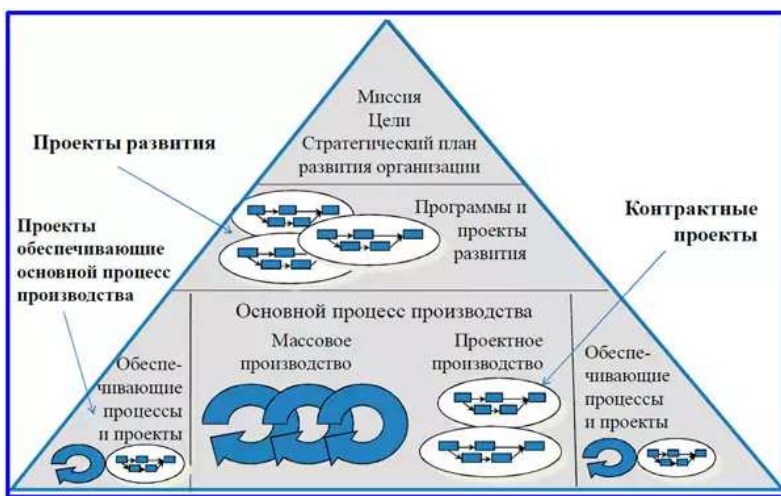 Миссия
Цели
Стратегический план
развития организации
Проекты развития
Программы и
проекты
развития
Контрактные
проекты
Проекты
обеспечивающие
основной процесс
производства
Основной процесс производства
Массовое
производство
Проектное
производство
Обеспе-
чивающие
процессы
и проекты
Обеспе-
чивающие
процессы
и проекты